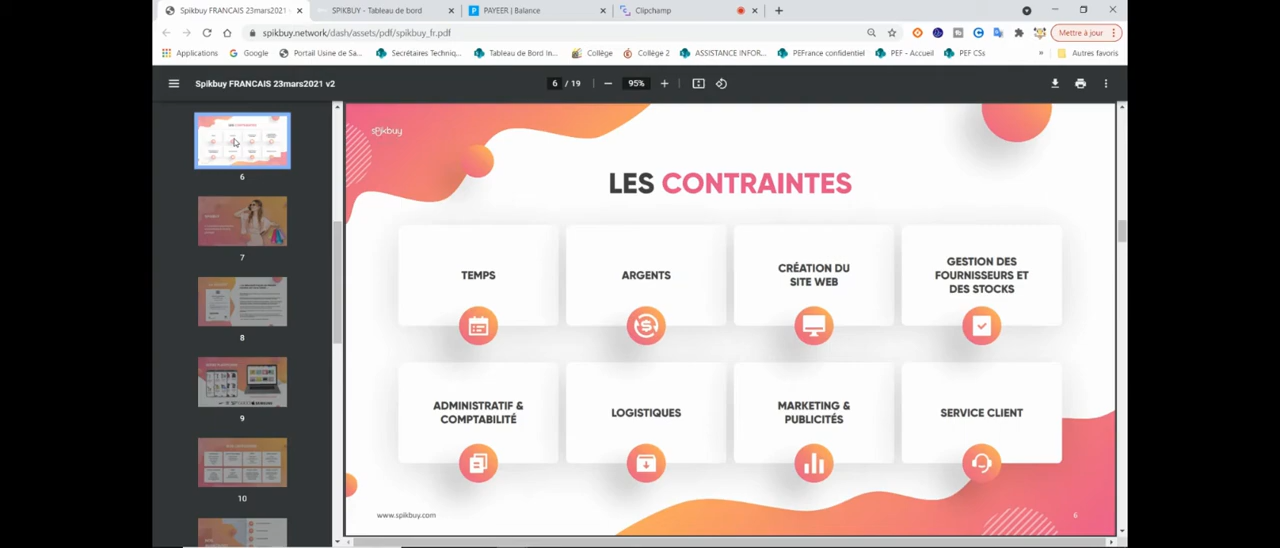 Spikbuy FRANCAIS 23mars2021 v2
SPIKBUY - Tableau de bord
PAYEER | Balance
Clipchamp
spikbuy.network/dash/assets/pdf/spikbuy_fr.pdf
Mettre à jour
Applications
Google
Portail Usine de Sa...
Secrétaires Techniq...
Tableau de Bord In...
Collège
Collège 2
ASSISTANCE INFOR...
PEFrance confidentiel
PEF - Accueil
PEF CSs
»
Autres favoris
Spikbuy FRANCAIS 23mars2021 v2
6 / 19
95%
6
7
8
9
10
spikbuy
LES CONTRAINTES
TEMPS
ARGENTS
CRÉATION DU
SITE WEB
GESTION DES
FOURNISSEURS ET
DES STOCKS
ADMINISTRATIF &
COMPTABILITÉ
LOGISTIQUES
MARKETING &
PUBLICITÉS
SERVICE CLIENT
www.spikbuy.com
6